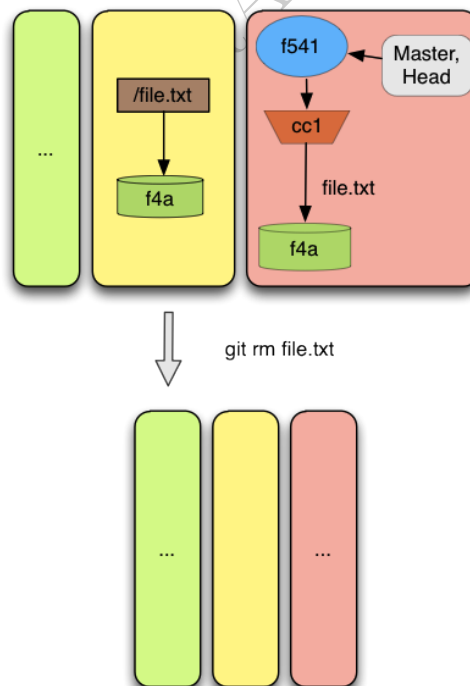 f541
Master,
Head
/file.txt
cc1
...
file.txt
f4a
f4a
git rm file.txt
...
...